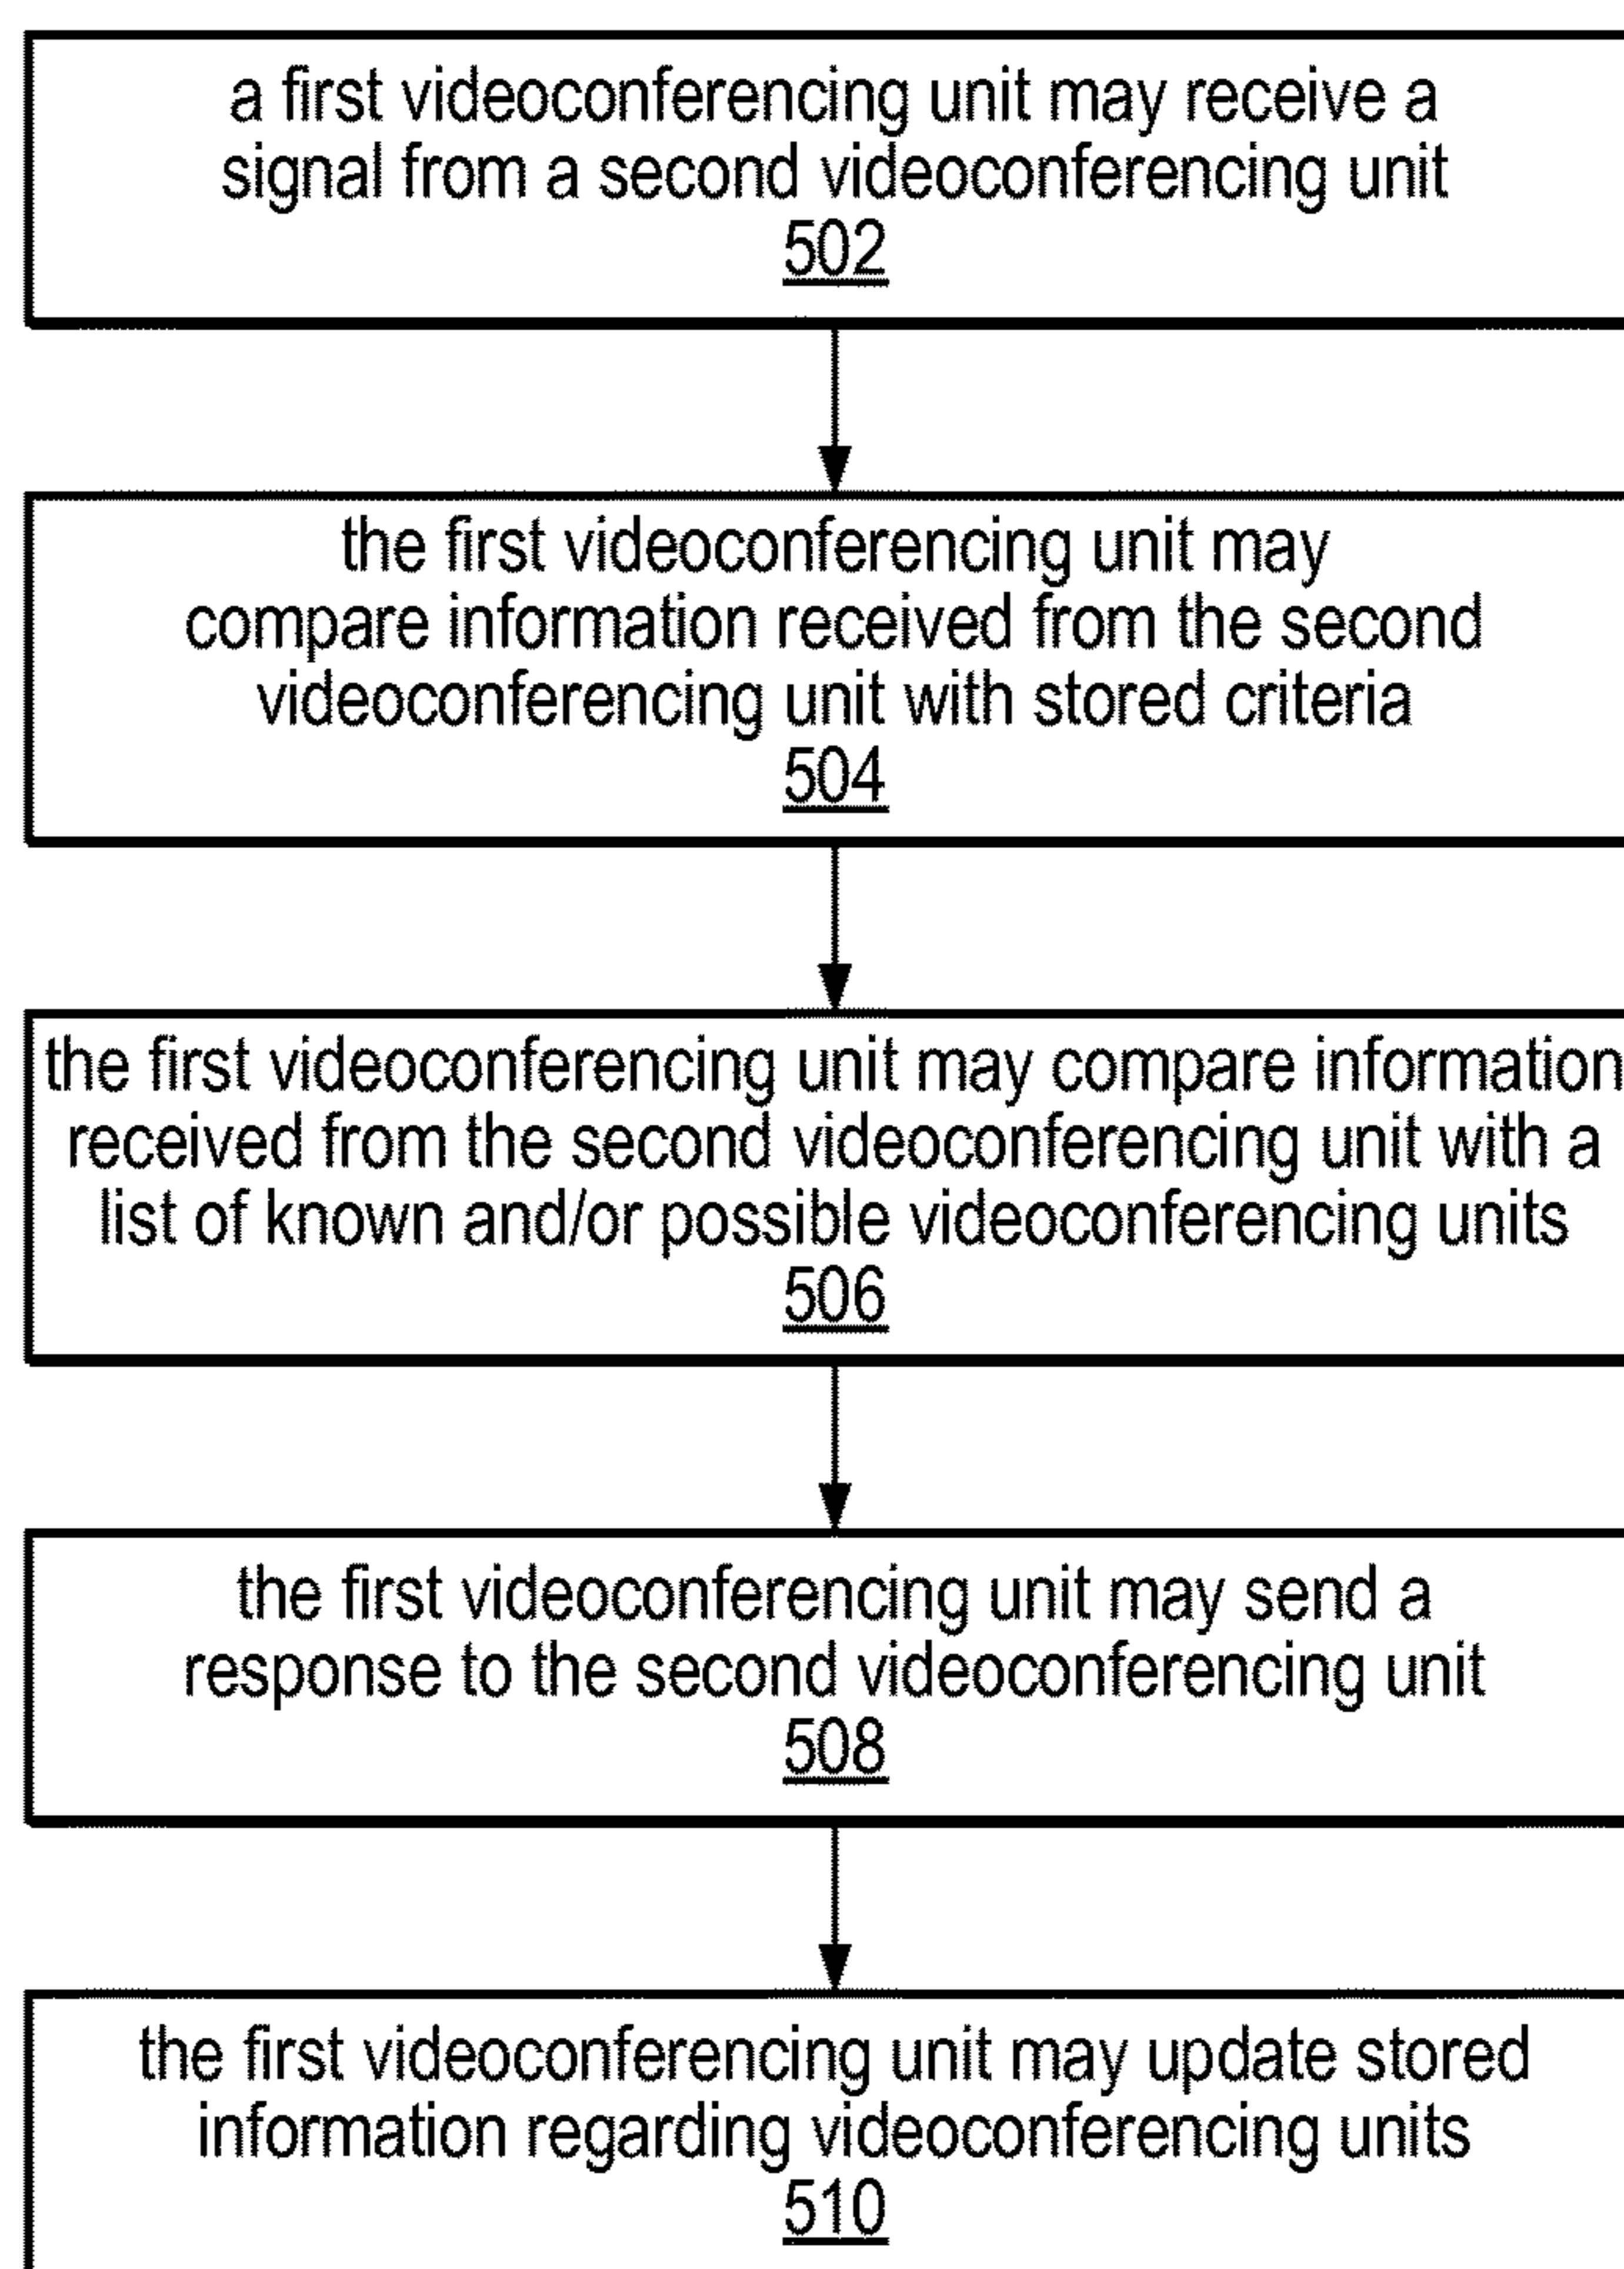 a first videoconferencing unit may receive a
signal from a second videoconferencing unit
502
the first videoconferencing unit may
compare information received from the second
videoconferencing unit with stored criteria
504
the first videoconferencing unit may compare information
received from the second videoconferencing unit with a
list of known and/or possible videoconferencing units
506
the first videoconferencing unit may send a
response to the second videoconferencing unit
508
the first videoconferencing unit may update stored
information regarding videoconferencing units
510